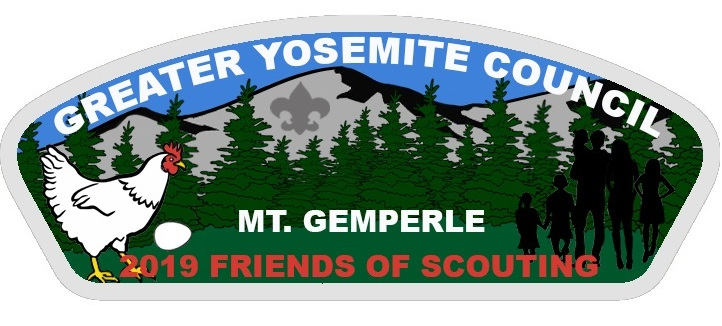 GREATER YOSEMITE COUNCIL
MT. GEMPERLE
2019 FRIENDS OF SCOUTING